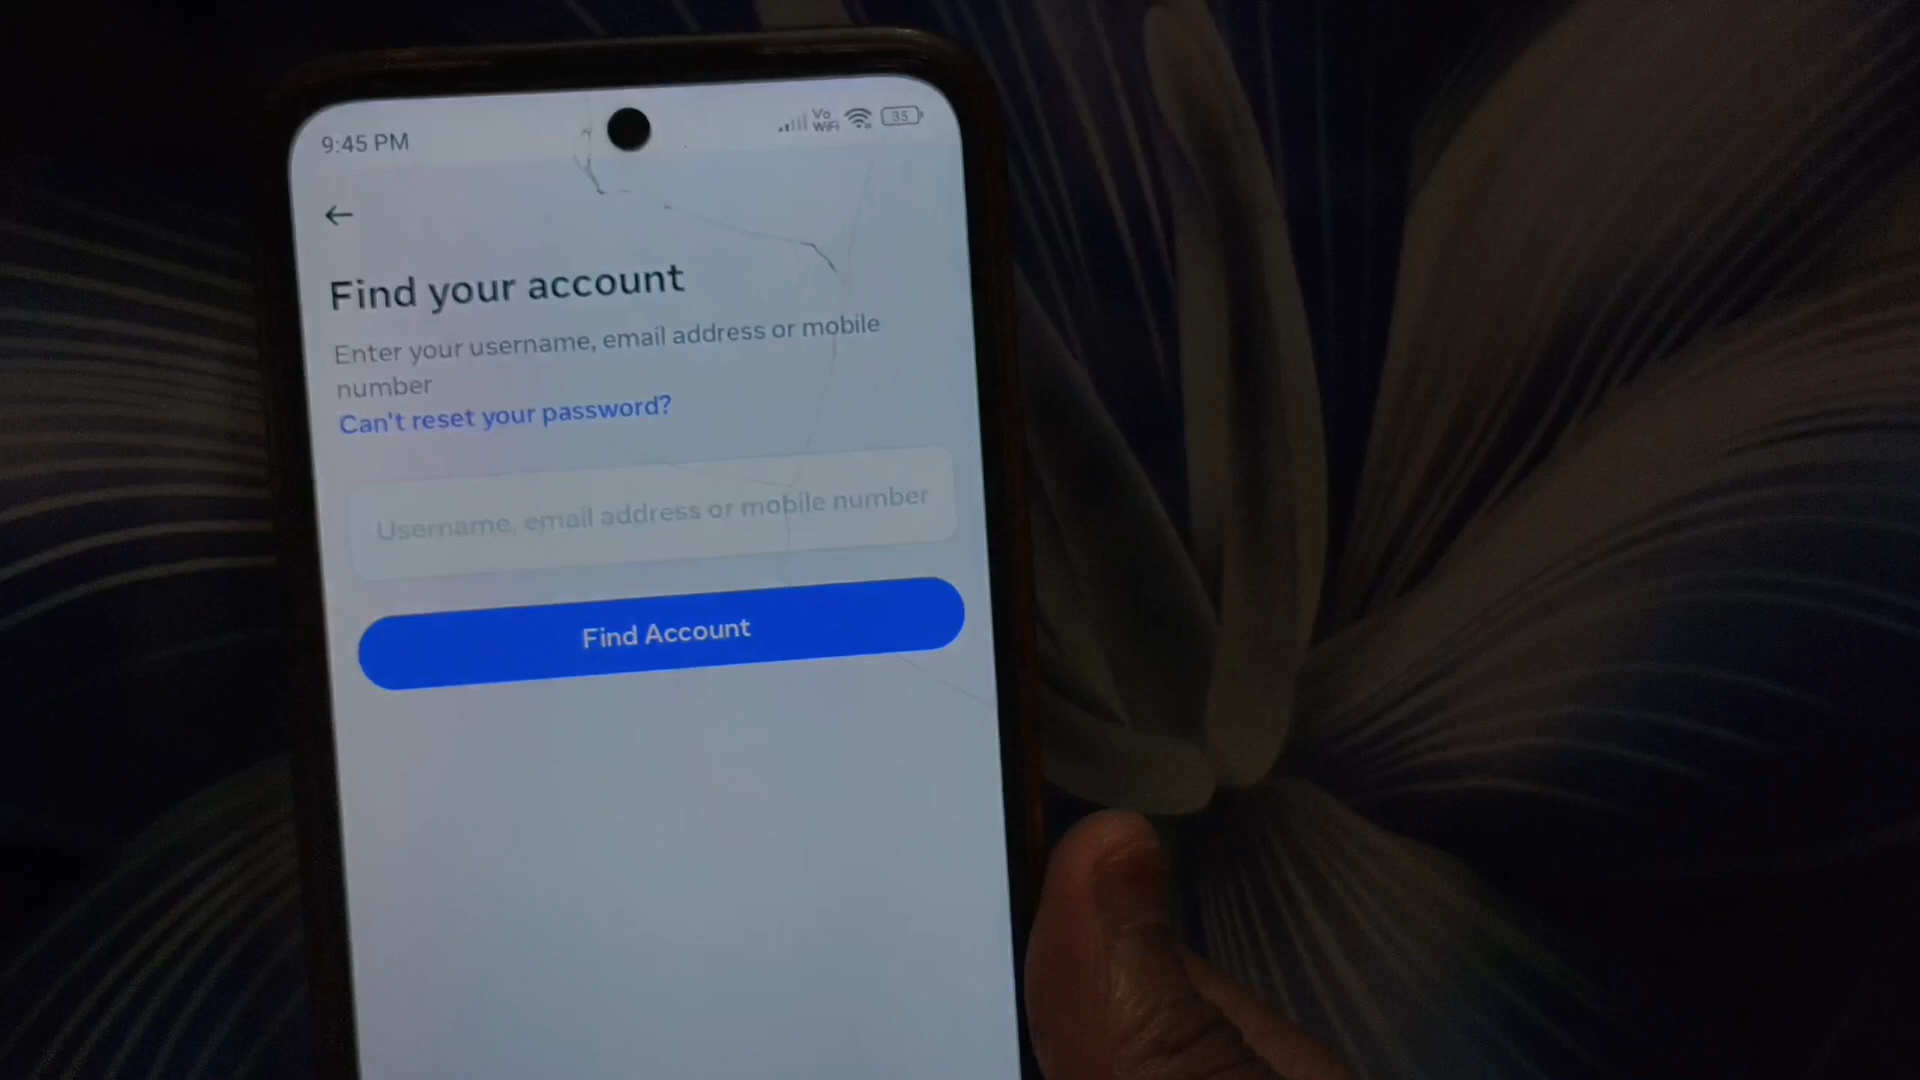 9:45 PM
Vo
WiFi
35
Find your account
Enter your username, email address or mobile
number
Can't reset your password?
Username, email address or mobile number
Find Account